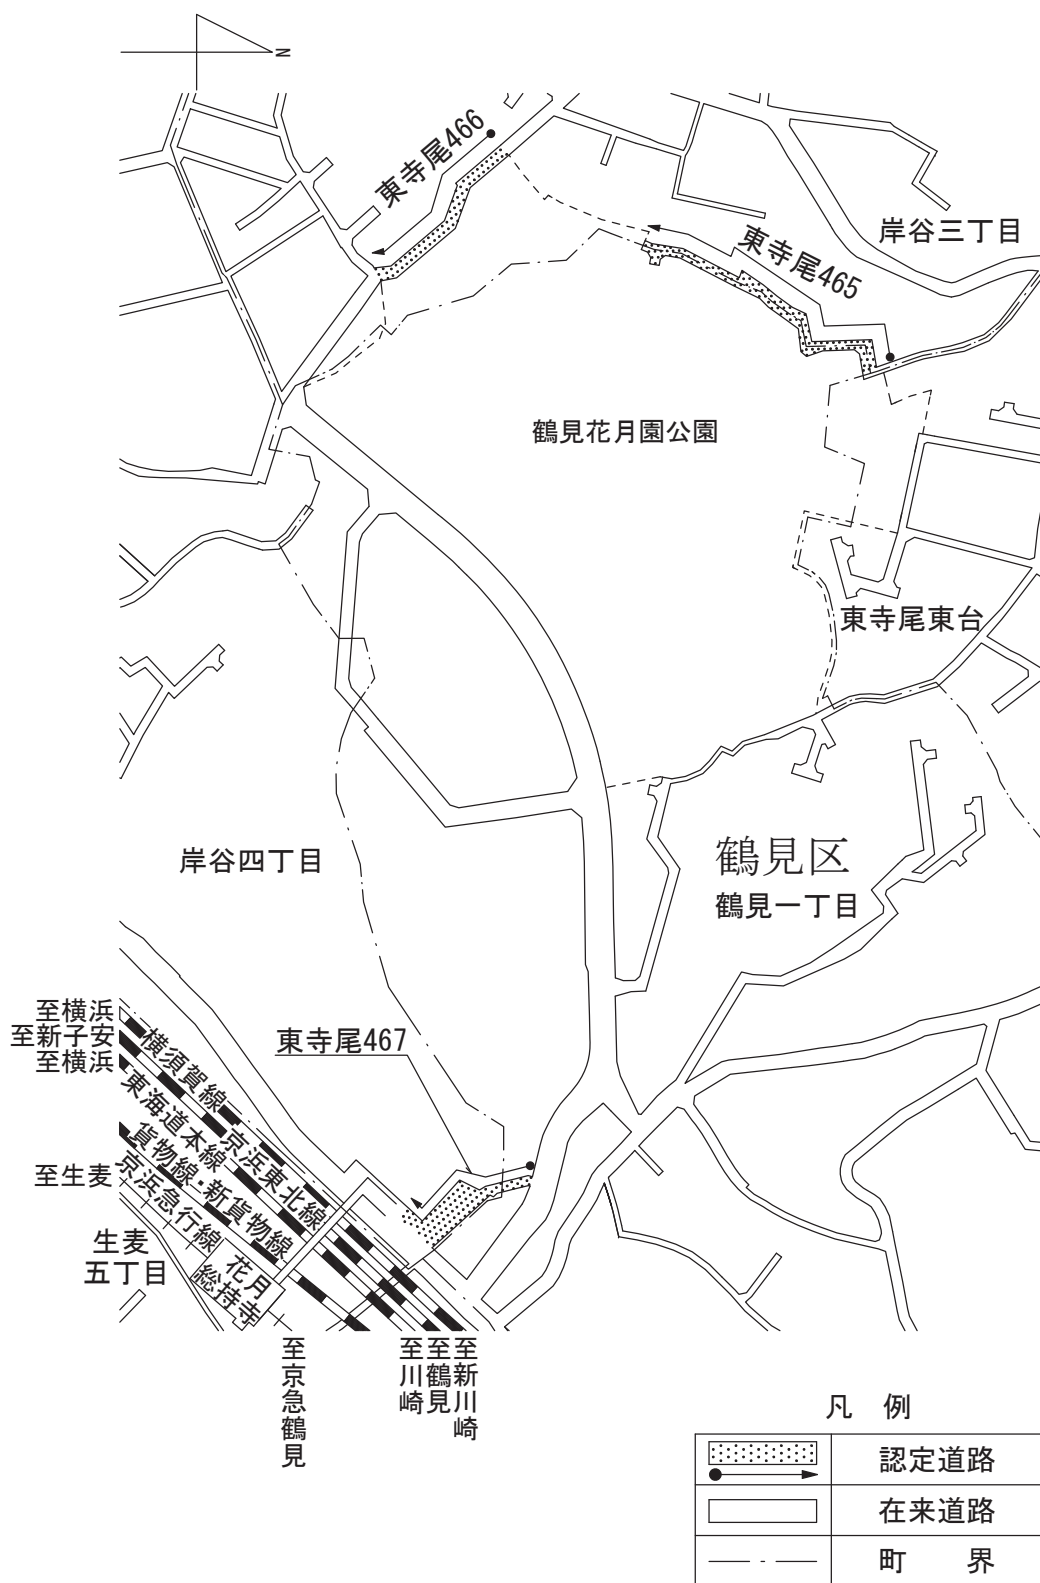 N
東寺尾466
東寺尾465
岸谷三丁目
鶴見花月園公園
東寺尾東台
岸谷四丁目
鶴見区
鶴見一丁目
至横浜
至新子安
至横浜
横須賀線
京浜東北線
東海道本線
貨物線・新貨物線
京浜急行線
至生麦
生麦
五丁目
花月
総持寺
東寺尾467
至京急鶴見
至川崎
至鶴見
至新川崎
凡 例
認定道路
在来道路
町 界